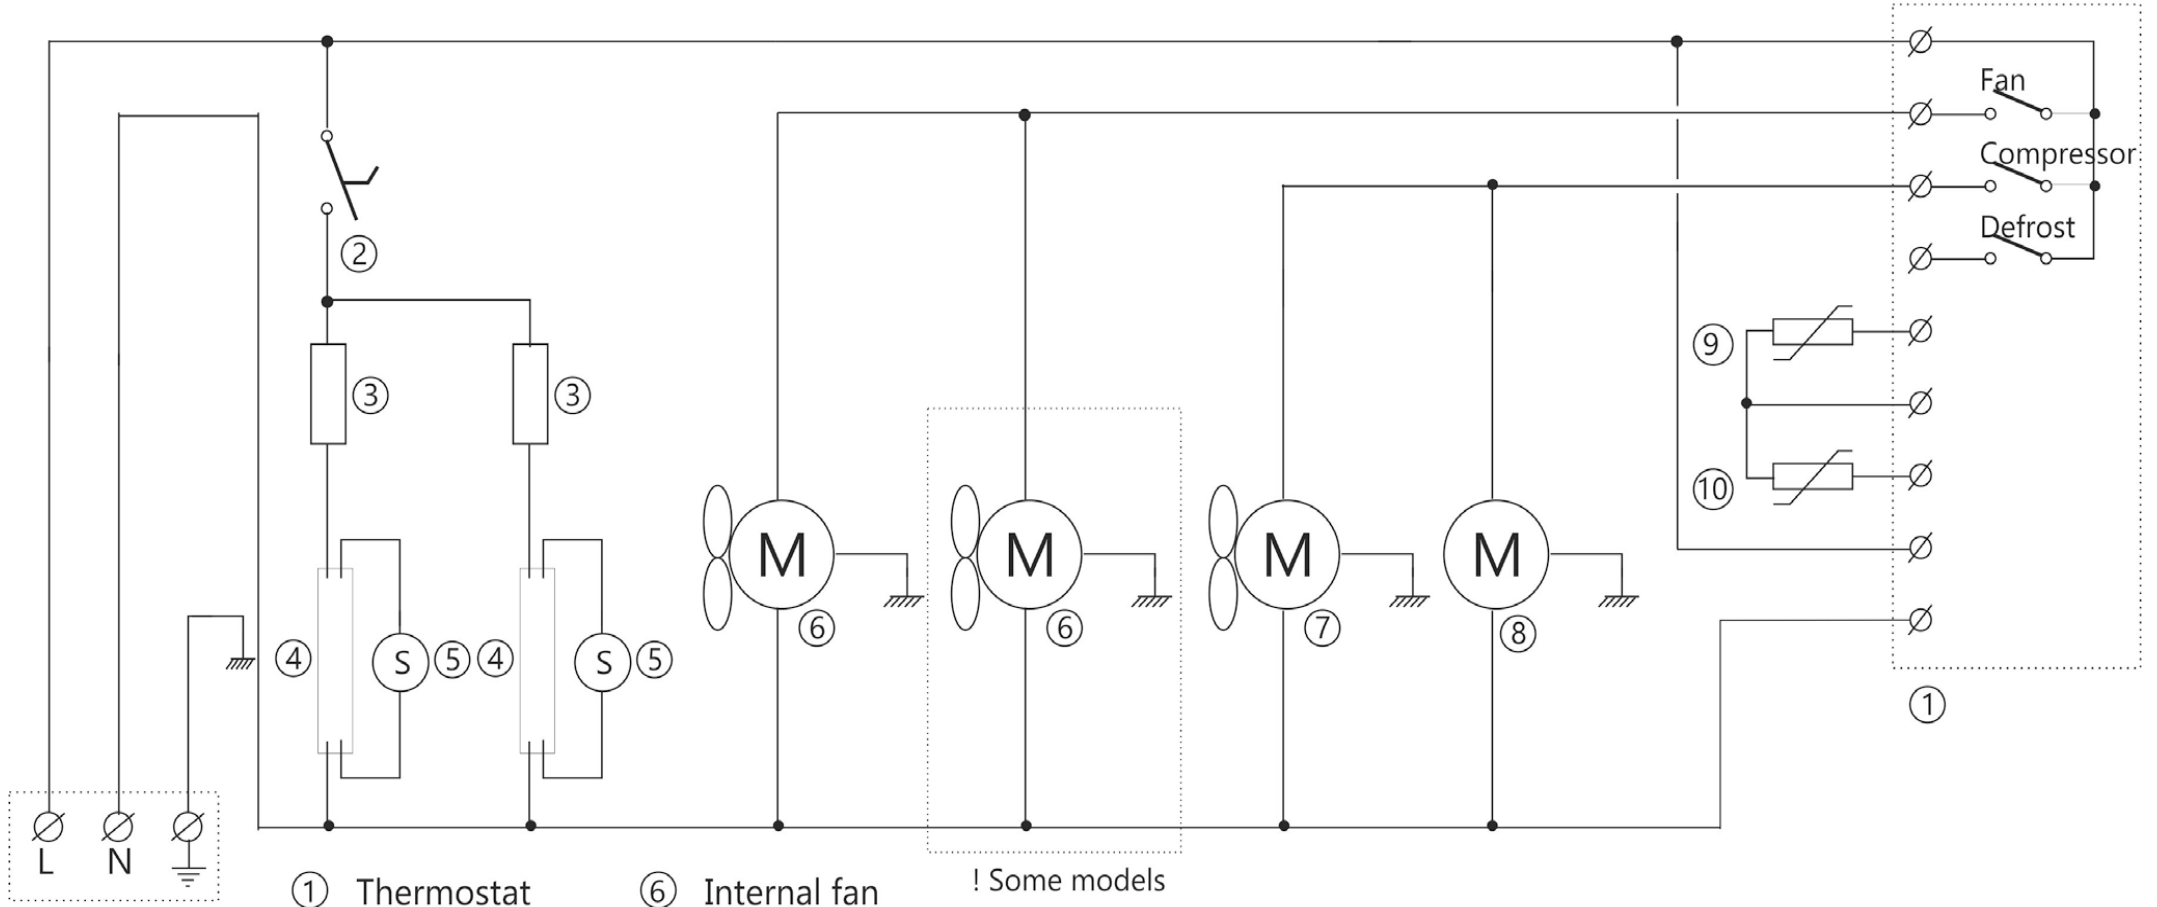 Fan
Compressor
Defrost
2
3
3
9
10
M
M
M
M
6
6
7
8
4
S
5
4
S
5
1
L
N
! Some models
1 Thermostat
6 Internal fan